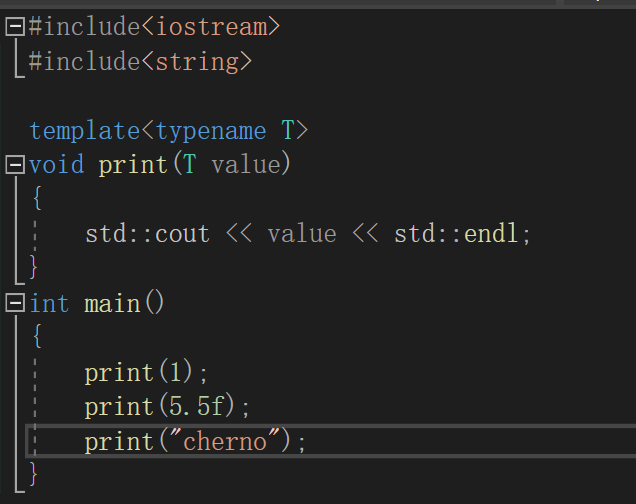 #include<iostream>
#include<string>
template<typename T>
void print(T value)
{
std::cout << value << std::endl;
}
int main()
{
print(1);
print(5.5f);
print("cherno");
}